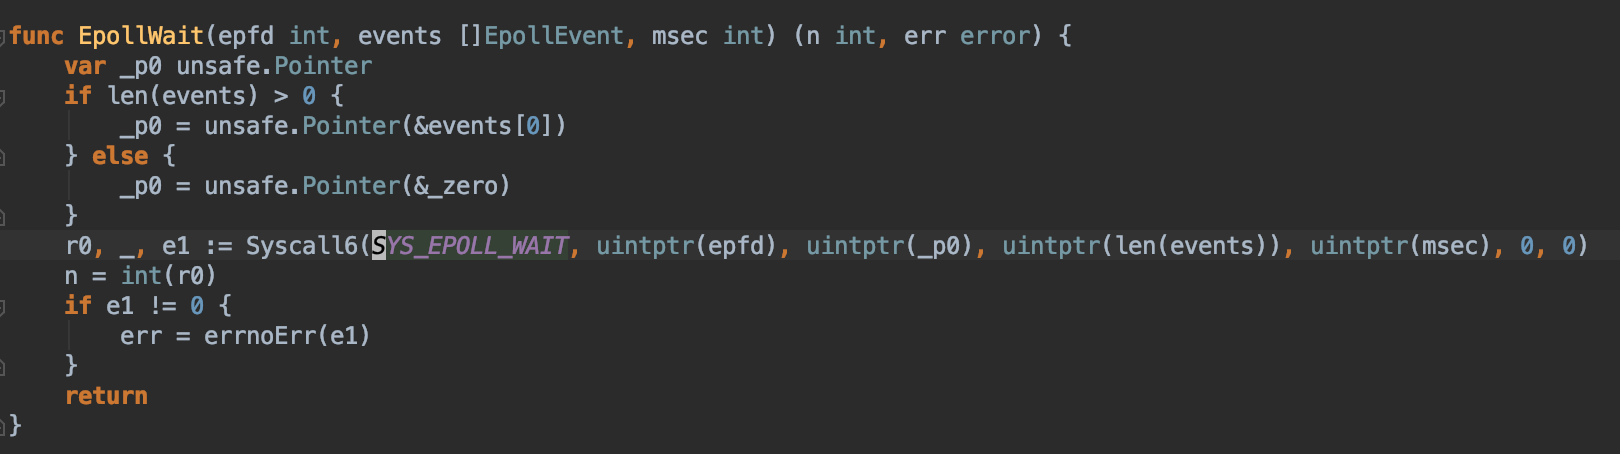 func EpollWait(epfd int, events []EpollEvent, msec int) (n int, err error) {
    var _p0 unsafe.Pointer
    if len(events) > 0 {
        _p0 = unsafe.Pointer(&events[0])
    } else {
        _p0 = unsafe.Pointer(&_zero)
    }
    r0, _, e1 := Syscall6(SYS_EPOLL_WAIT, uintptr(epfd), uintptr(_p0), uintptr(len(events)), uintptr(msec), 0, 0)
    n = int(r0)
    if e1 != 0 {
        err = errnoErr(e1)
    }
    return
}